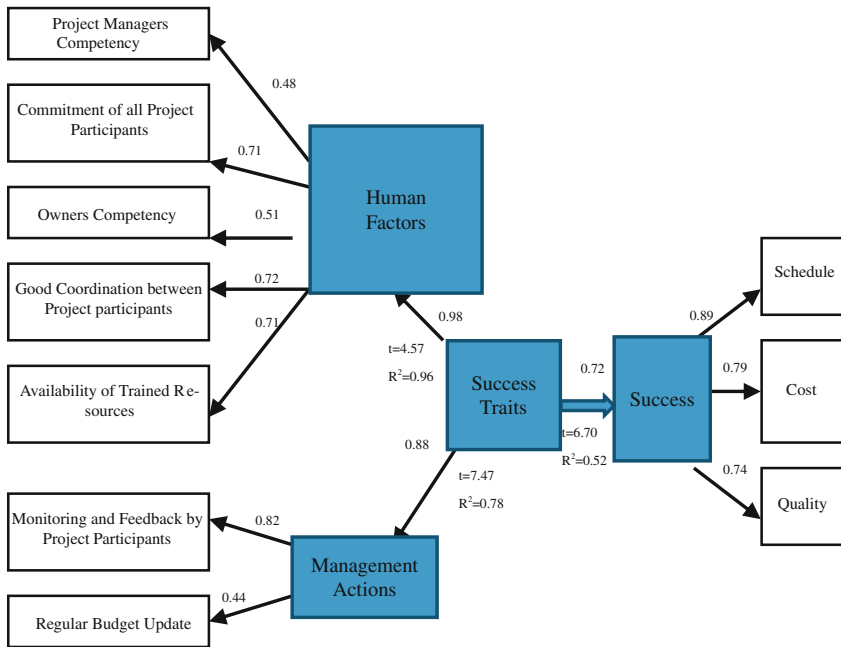 Project Managers
Competency
0.48
Commitment of all Project
Participants
0.71
Human
Factors
Owners Competency
0.51
Good Coordination between
Project participants
0.72
0.71
Availability of Trained Re-
sources
0.98
t=4.57
R²=0.96
Success
Traits
0.72
t=6.70
R²=0.52
Success
0.89
Schedule
0.79
Cost
0.74
Quality
0.88
t=7.47
R²=0.78
Monitoring and Feedback by
Project Participants
0.82
Management
Actions
Regular Budget Update
0.44